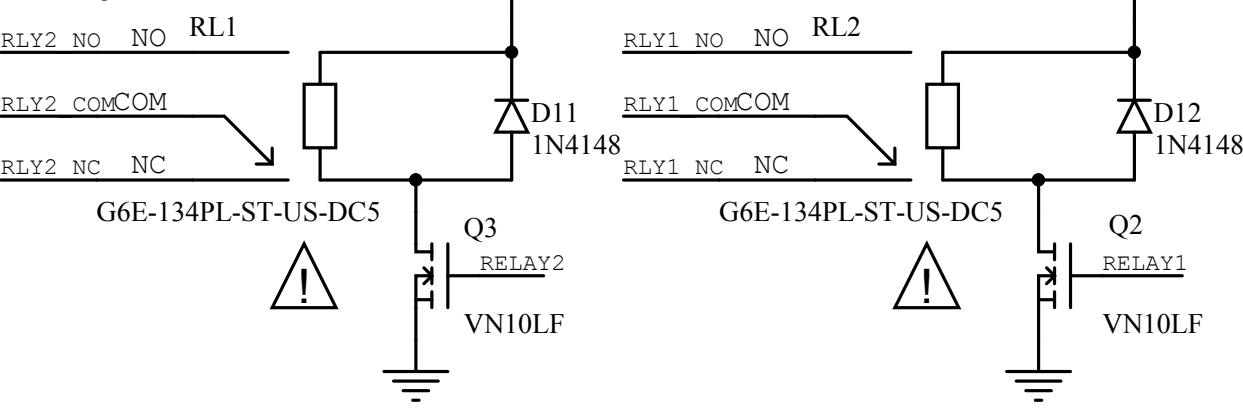 RLY2 NO NO RL1
RLY2 COM COM
D11
1N4148
RLY2 NC NC
G6E-134PL-ST-US-DC5
Q3
RELAY2
!
VN10LF
RLY1 NO NO RL2
RLY1 COM COM
D12
1N4148
RLY1 NC NC
G6E-134PL-ST-US-DC5
Q2
RELAY1
!
VN10LF